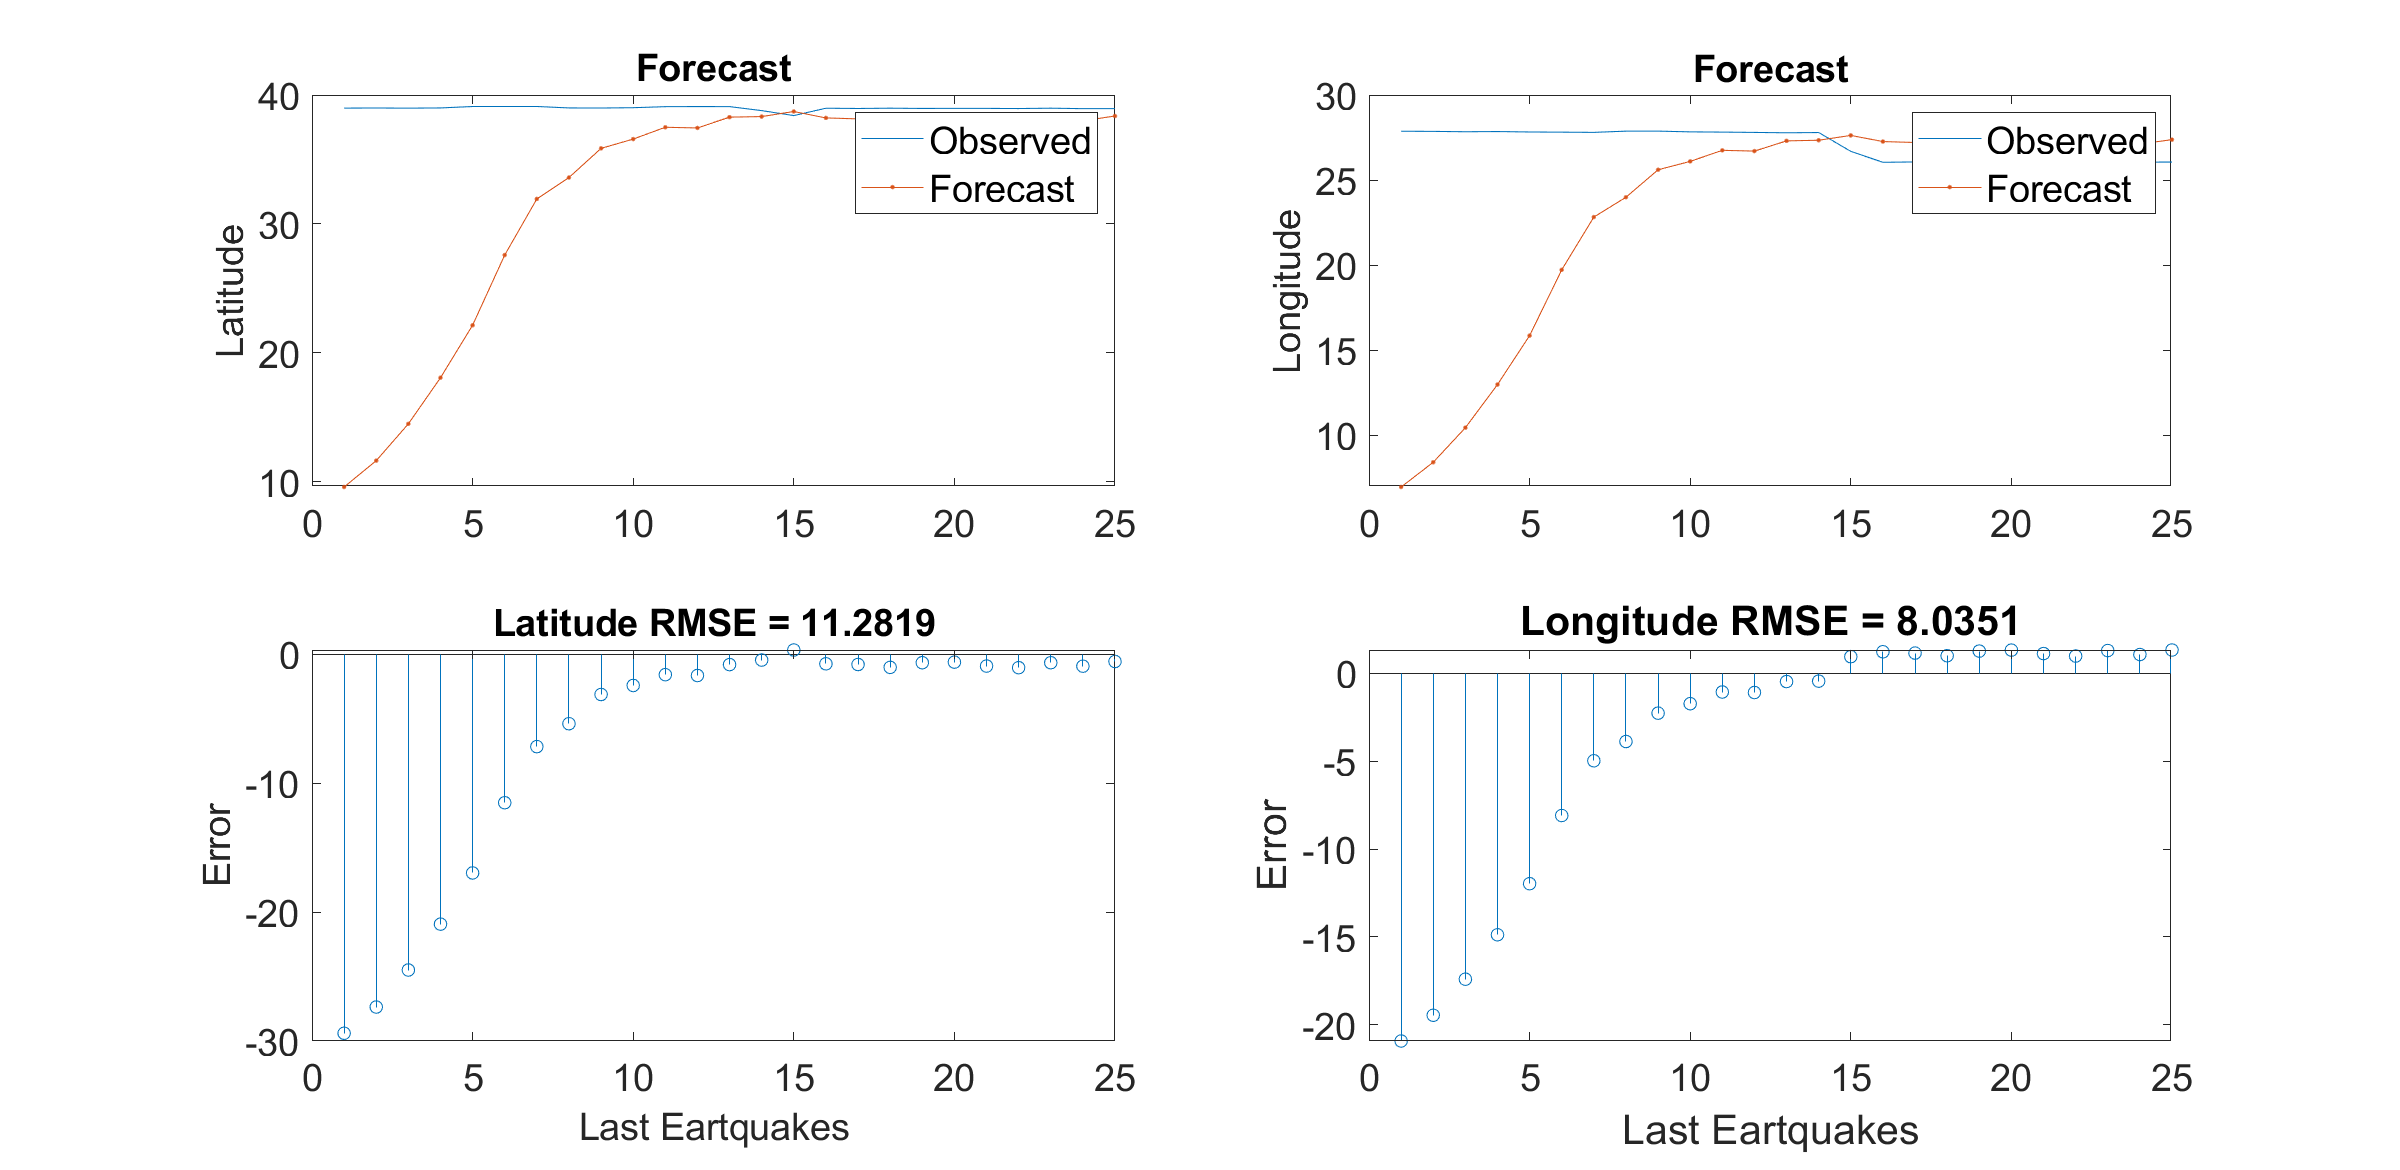 Forecast
40
30
20
10
Latitude
Observed
Forecast
0 5 10 15 20 25
Forecast
30
25
20
15
10
Longitude
Observed
Forecast
0 5 10 15 20 25
Latitude RMSE = 11.2819
0
-10
-20
-30
Error
0 5 10 15 20 25
Last Eartquakes
Longitude RMSE = 8.0351
0
-5
-10
-15
-20
Error
0 5 10 15 20 25
Last Eartquakes